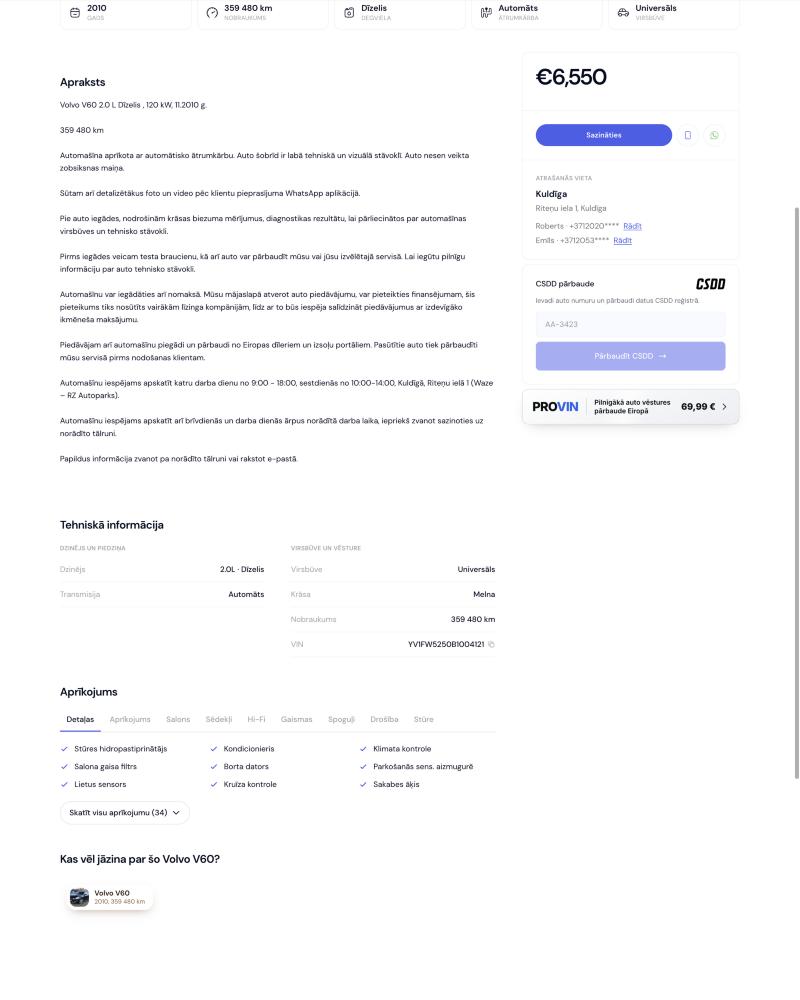 2010
GADS
359 480 km
NOBRAUKUMS
Dīzelis
DEGVIELA
Automāts
ĀTRUMKĀRBA
Universāls
VIRSBŪVE
Apraksts
Volvo V60 2.0 L Dīzelis , 120 kW, 11.2010 g.
359 480 km
Automašīna aprīkota ar automātisko ātrumkārbu. Auto šobrīd ir labā tehniskā un vizuālā stāvoklī. Auto nesen veikta
zobsiksnas maiņa.
Sūtam arī detalizētākus foto un video pēc klientu pieprasījuma WhatsApp aplikācijā.
Pie auto iegādes, nodrošinām krāsas biezuma mērījumus, diagnostikas rezultātu, lai pārliecinātos par automašīnas
virsbūves un tehnisko stāvokli.
Pirms iegādes veicam testa braucienu, kā arī auto var pārbaudīt mūsu vai jūsu izvēlētajā servisā. Lai iegūtu pilnīgu
informāciju par auto tehnisko stāvokli.
Automašīnu var iegādāties arī nomaksā. Mūsu mājaslapā atverot auto piedāvājumu, var pieteikties finansējumam, šis
pieteikums tiks nosūtīts vairākām līzinga kompānijām, līdz ar to būs iespēja salīdzināt piedāvājumus ar izdevīgāko
ikmēneša maksājumu.
Piedāvājam arī automašīnu piegādi un pārbaudi no Eiropas dīleriem un izsoļu portāliem. Pasūtītie auto tiek pārbaudīti
mūsu servisā pirms nodošanas klientam.
Automašīnu iespējams apskatīt katru darba dienu no 9:00 - 18:00, sestdienās no 10:00-14:00, Kuldīgā, Riteņu ielā 1 (Waze
– RZ Autoparks).
Automašīnu iespējams apskatīt arī brīvdienās un darba dienās ārpus norādītā darba laika, iepriekš zvanot sazinoties uz
norādīto tālruni.
Papildus informācija zvanot pa norādīto tālruni vai rakstot e-pastā.
€6,550
Sazināties
ATRAŠANĀS VIETA
Kuldīga
Riteņu iela 1, Kuldīga
Roberts · +3712020**** Rādīt
Emīls · +3712053**** Rādīt
CSDD pārbaude
CSDD
Ievadi auto numuru un pārbaudi datus CSDD reģistrā.
AA-3423
Pārbaudīt CSDD →
PROVIN
Pilnīgākā auto vēstures
pārbaude Eiropā
69,99 €
Tehniskā informācija
DZINĒJS UN PIEDZIŅA
Dzinējs 2.0L · Dīzelis
Transmisija Automāts
VIRSBŪVE UN VĒSTURE
Virsbūve Universāls
Krāsa Melna
Nobraukums 359 480 km
VIN YV1FW5250B1004121
Aprīkojums
Detaļas Aprīkojums Salons Sēdekļi Hi-Fi Gaismas Spoguļi Drošība Stūre
Stūres hidropastiprinātājs Kondicionieris Klimata kontrole
Salona gaisa filtrs Borta dators Parkošanās sens. aizmugurē
Lietus sensors Kruīza kontrole Sakabes āķis
Skatīt visu aprīkojumu (34)
Kas vēl jāzina par šo Volvo V60?
Volvo V60
2010, 359 480 km